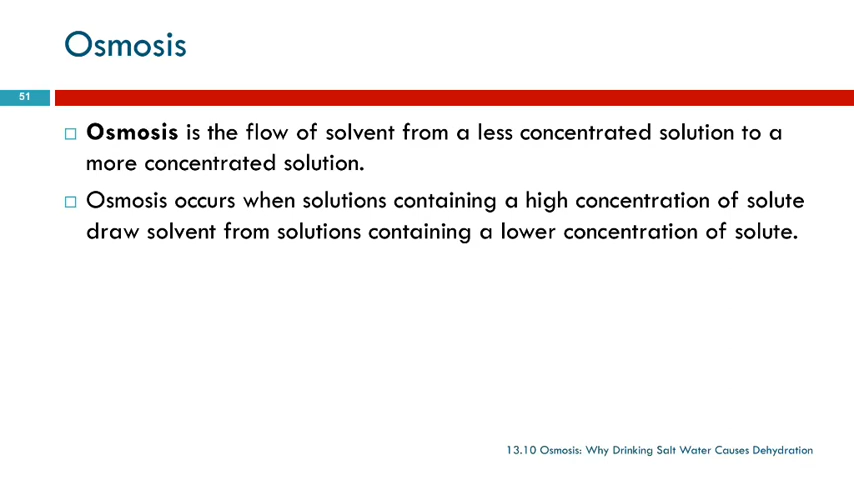 Osmosis
51
Osmosis is the flow of solvent from a less concentrated solution to a
more concentrated solution.
Osmosis occurs when solutions containing a high concentration of solute
draw solvent from solutions containing a lower concentration of solute.
13.10 Osmosis: Why Drinking Salt Water Causes Dehydration